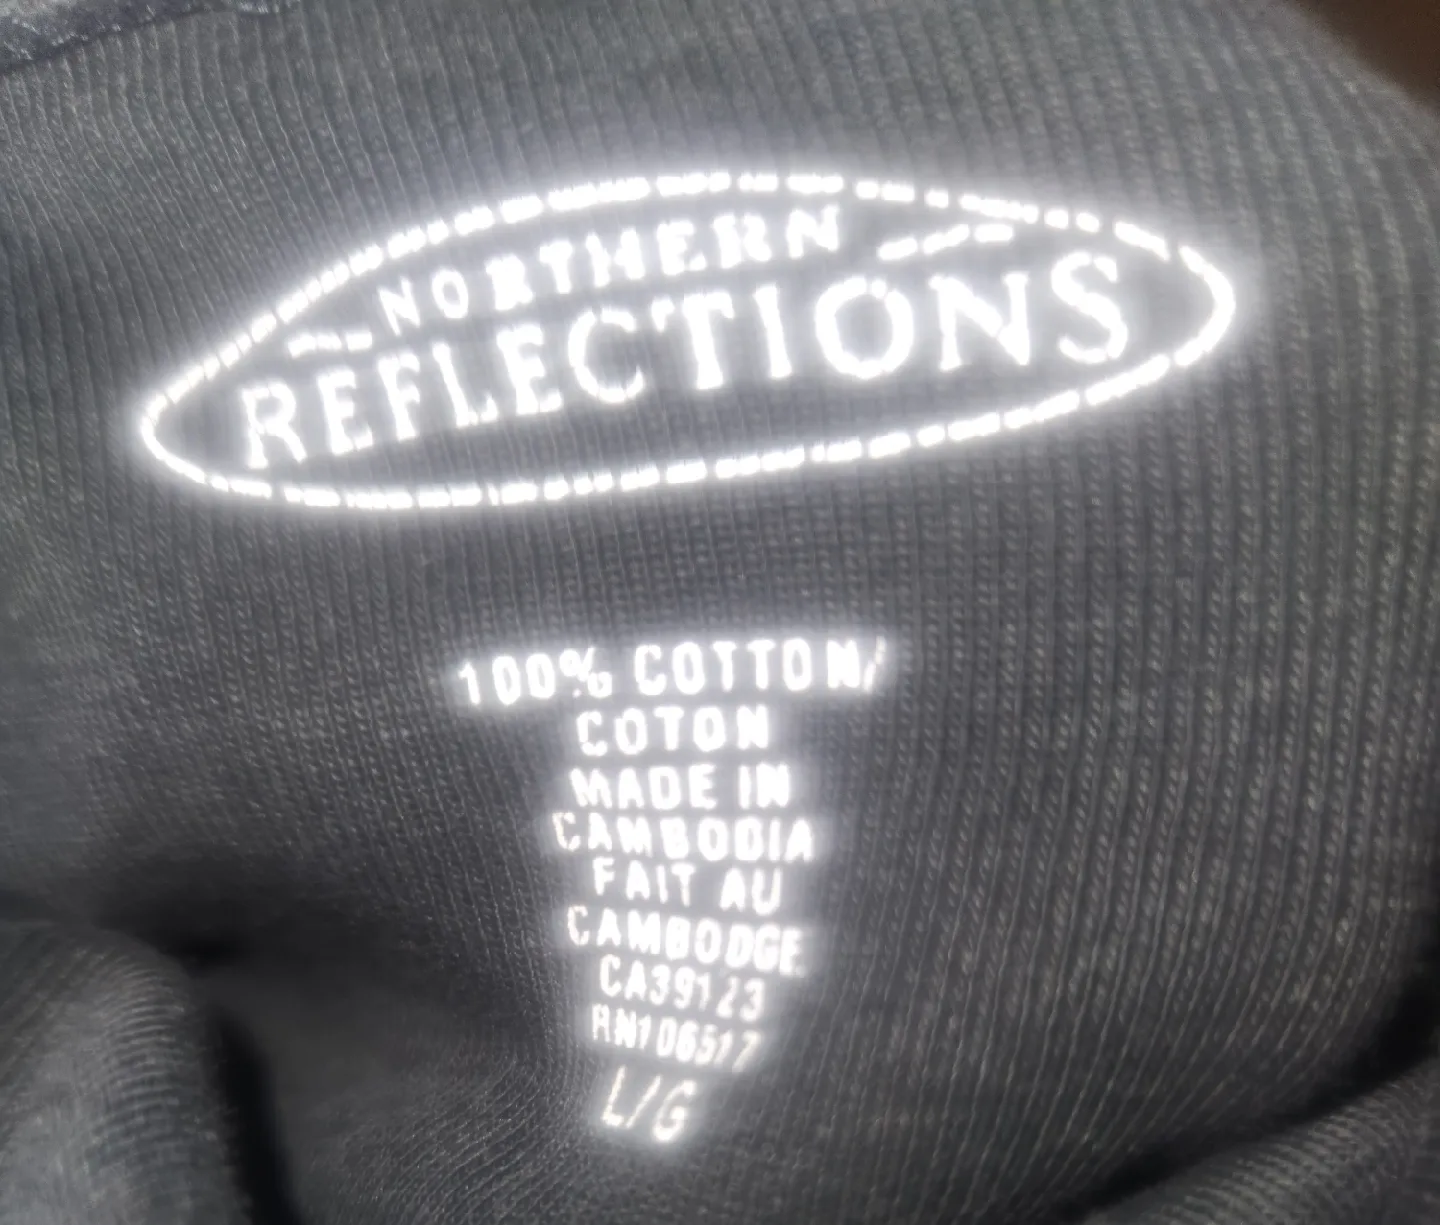 NORTHERN
REFLECTIONS
100% COTTON/
COTON
MADE IN
CAMBODIA
FAIT AU
CAMBODGE
CA39123
RN106517
L/G